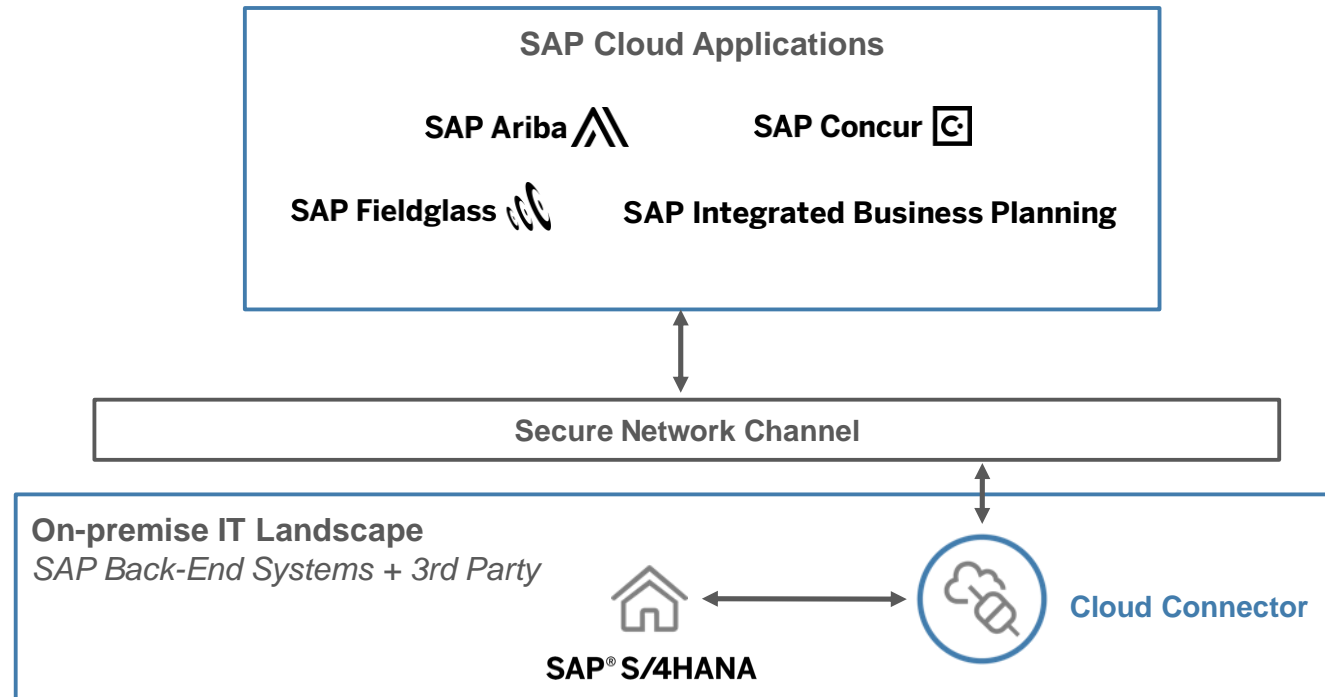 SAP Cloud Applications
SAP Ariba
SAP Concur C
SAP Fieldglass
SAP Integrated Business Planning
Secure Network Channel
On-premise IT Landscape
SAP Back-End Systems + 3rd Party
Cloud Connector
SAP® S/4HANA